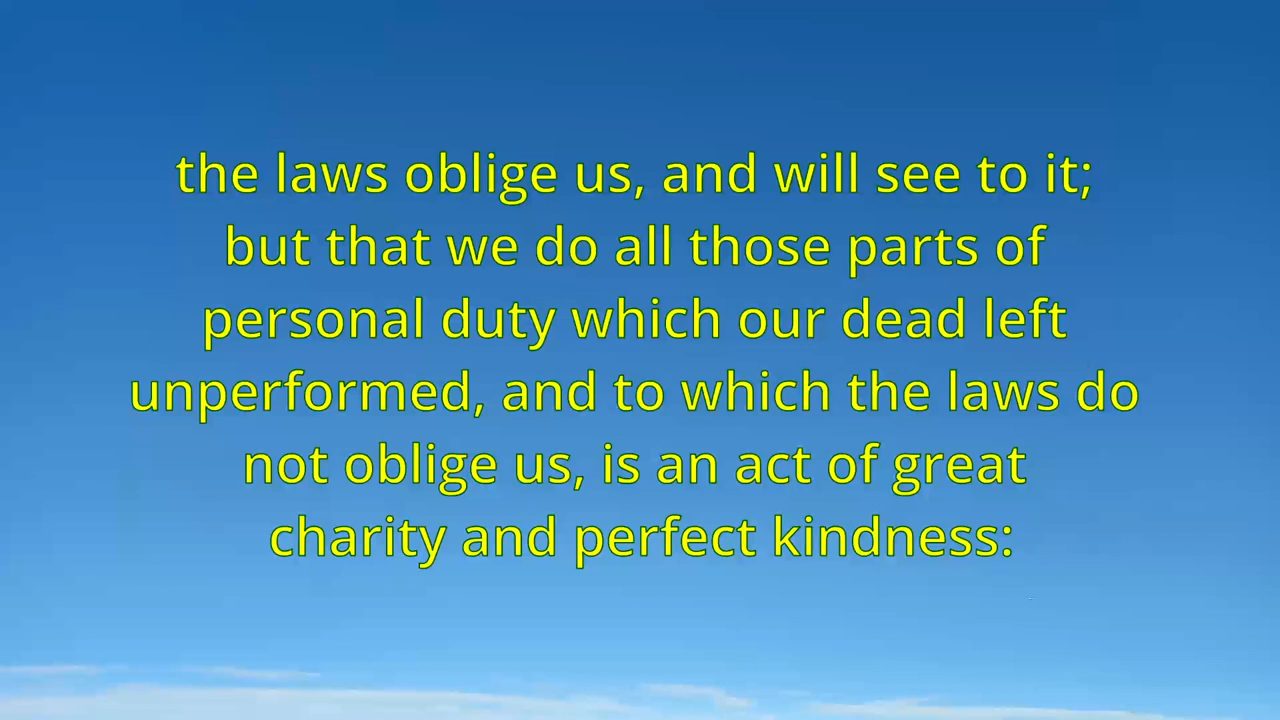 the laws oblige us, and will see to it;
but that we do all those parts of
personal duty which our dead left
unperformed, and to which the laws do
not oblige us, is an act of great
charity and perfect kindness: